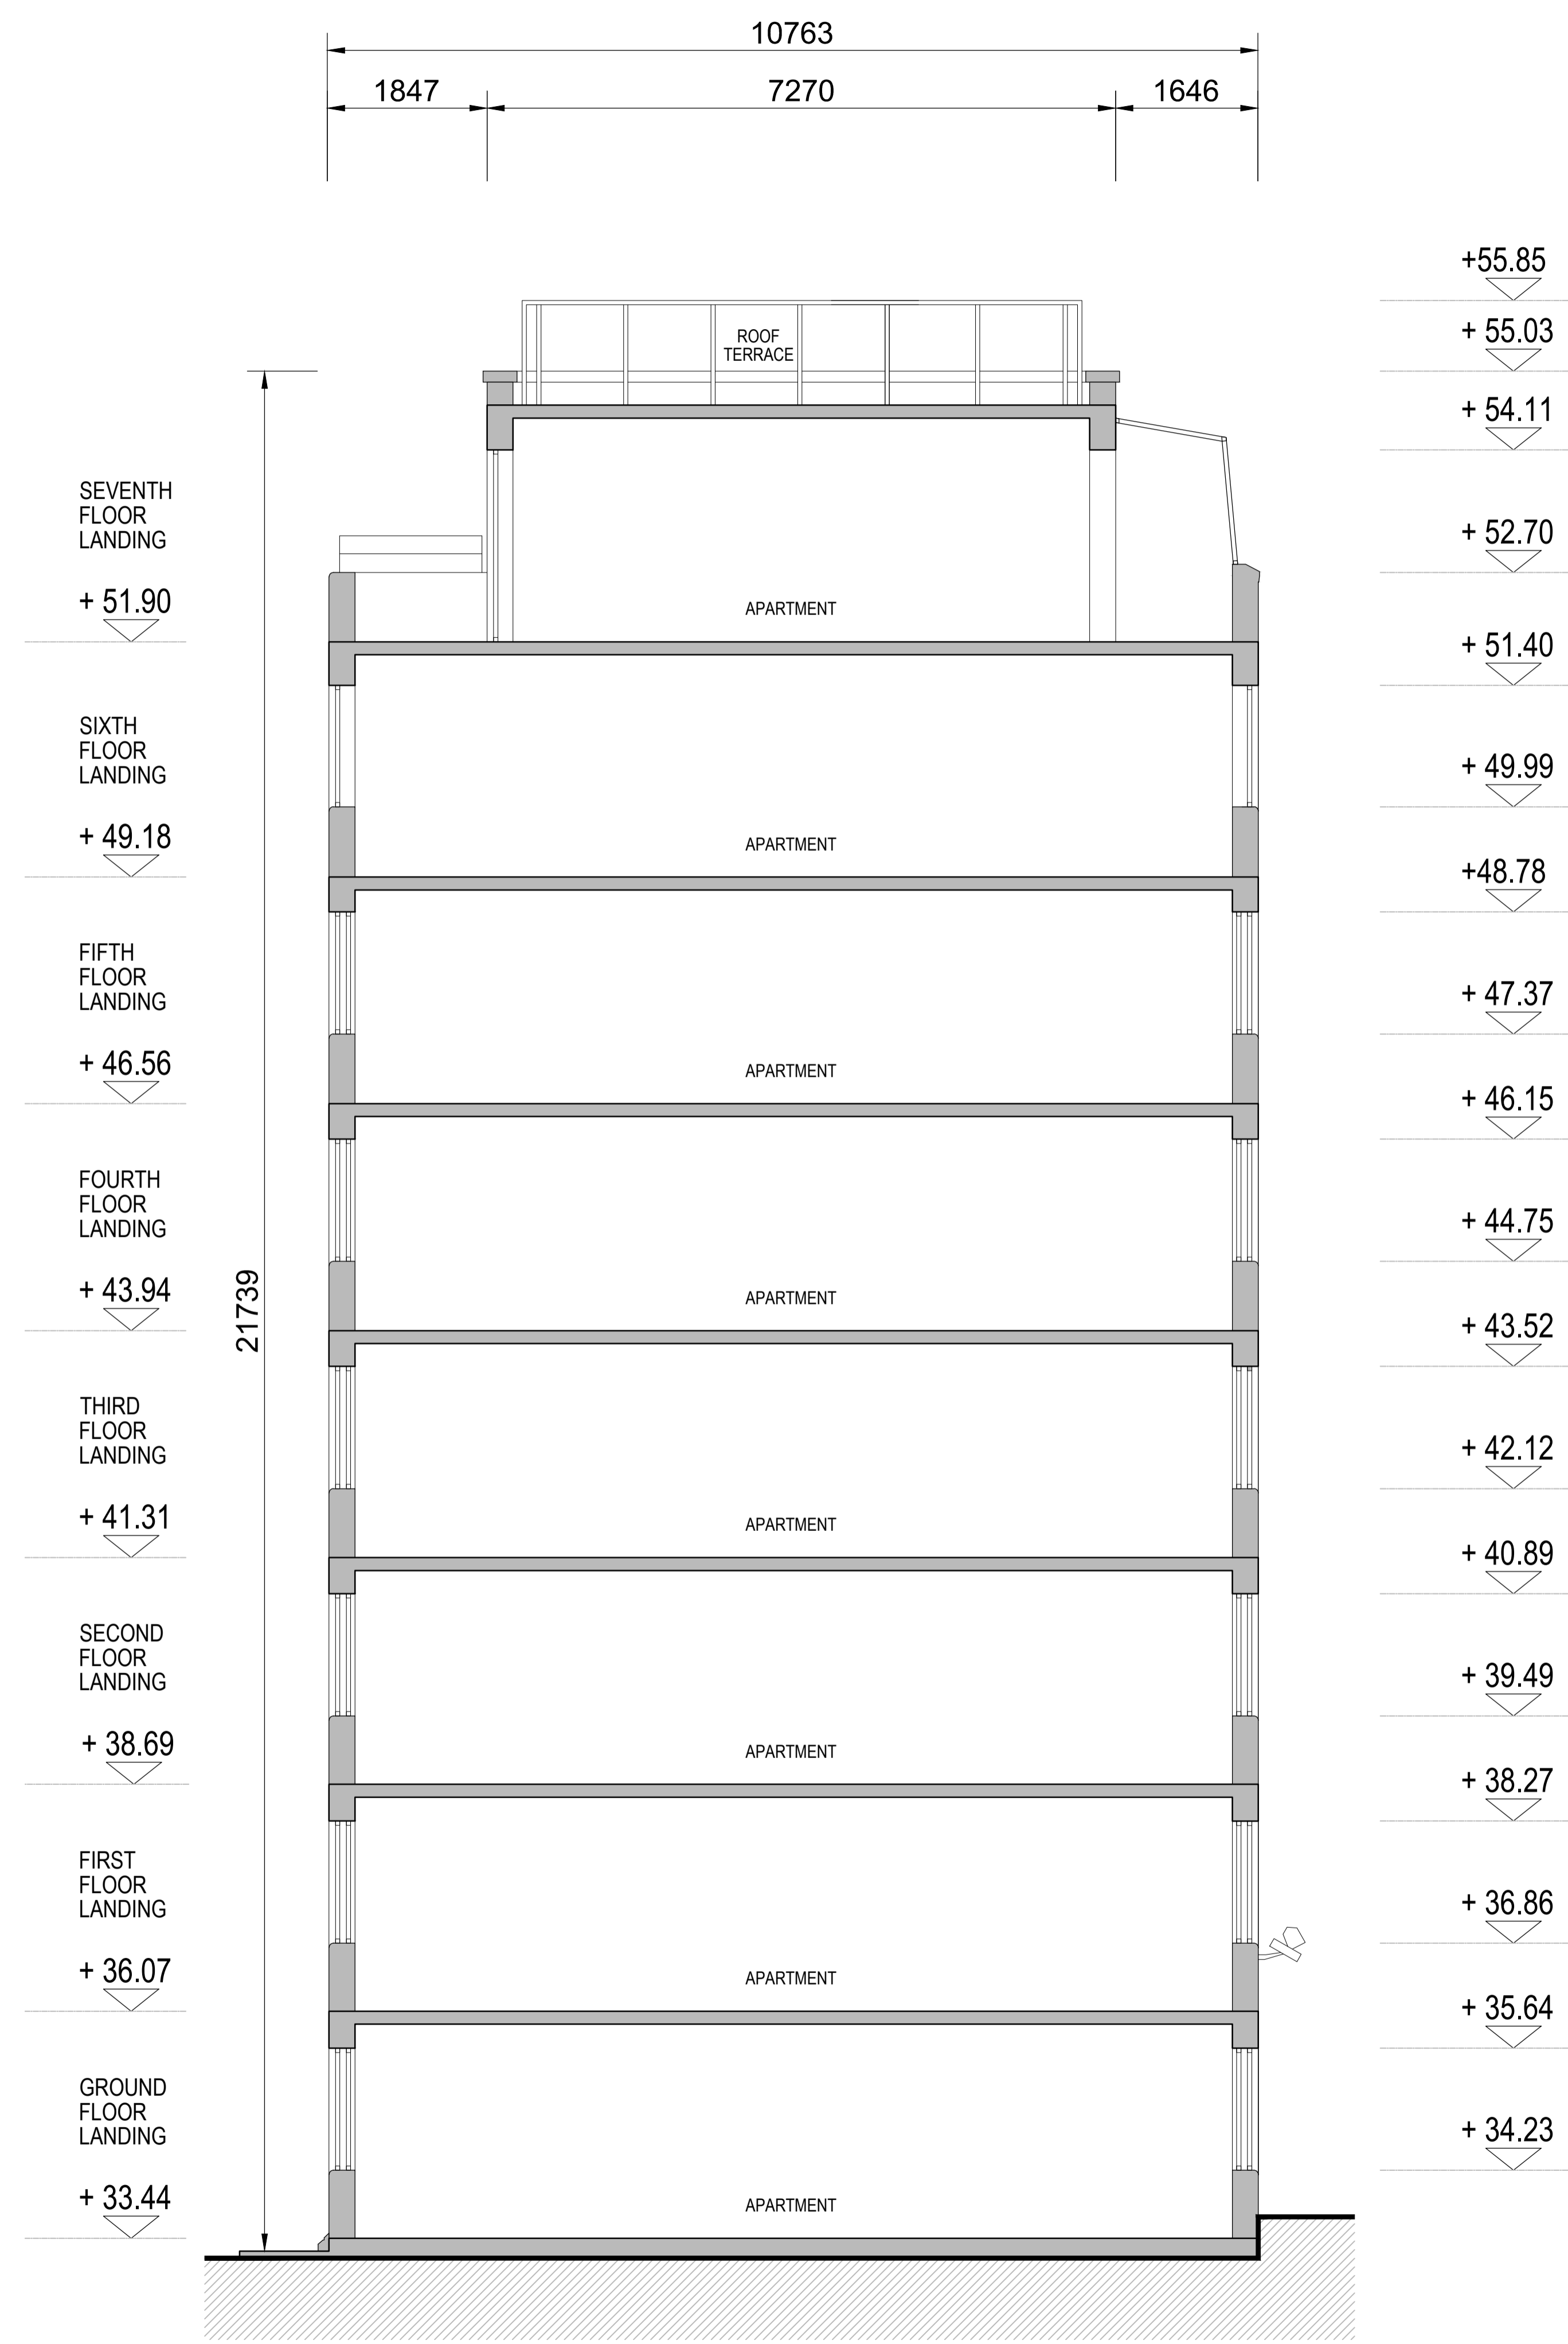 10763
1847
7270
1646
+55.85
ROOF
TERRACE
+ 55.03
+ 54.11
SEVENTH
FLOOR
LANDING
+ 52.70
+ 51.90
APARTMENT
+ 51.40
SIXTH
FLOOR
LANDING
+ 49.99
+ 49.18
APARTMENT
+48.78
FIFTH
FLOOR
LANDING
+ 47.37
+ 46.56
APARTMENT
+ 46.15
FOURTH
FLOOR
LANDING
+ 44.75
+ 43.94
APARTMENT
21739
+ 43.52
THIRD
FLOOR
LANDING
+ 42.12
+ 41.31
APARTMENT
+ 40.89
SECOND
FLOOR
LANDING
+ 39.49
+ 38.69
APARTMENT
+ 38.27
FIRST
FLOOR
LANDING
+ 36.86
+ 36.07
APARTMENT
+ 35.64
GROUND
FLOOR
LANDING
+ 34.23
+ 33.44
APARTMENT